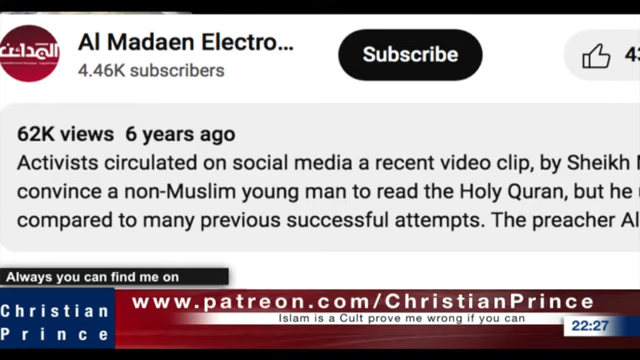 المدائن
Al Madaen Electro...
4.46K subscribers
Subscribe
62K views 6 years ago
Activists circulated on social media a recent video clip, by Sheikh
convince a non-Muslim young man to read the Holy Quran, but he
compared to many previous successful attempts. The preacher Al
Always you can find me on
Christian
Prince
www.patreon.com/ChristianPrince
Islam is a Cult prove me wrong if you can
22:27